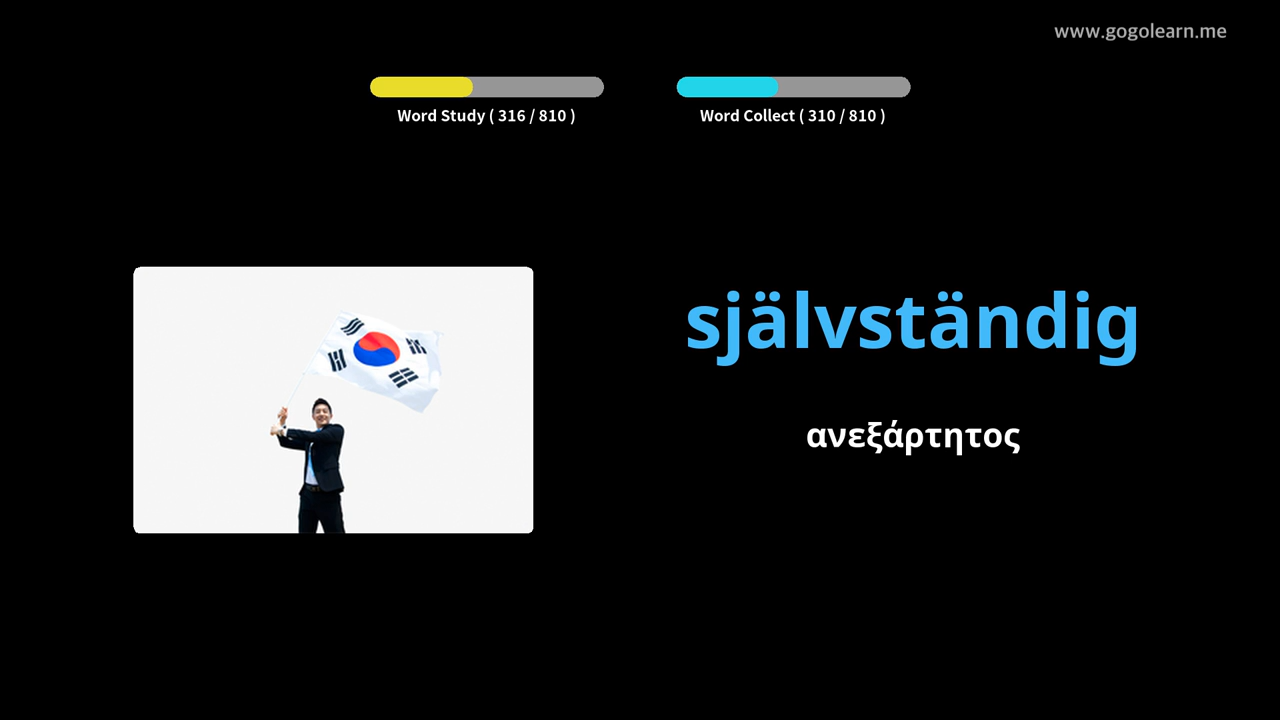 www.gogolearn.me
Word Study ( 316 / 810 )
Word Collect ( 310 / 810 )
självständig
ανεξάρτητος